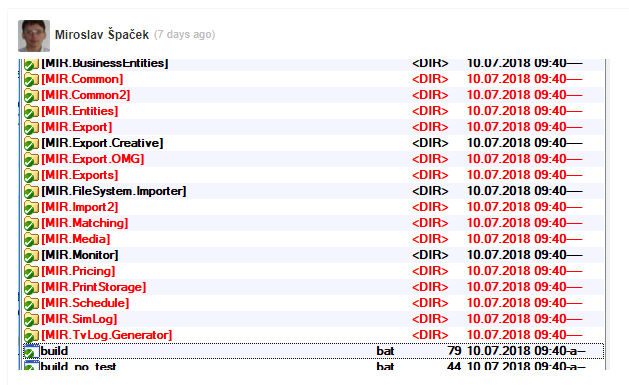 Miroslav Špaček (7 days ago)
[MIR.BusinessEntities] <DIR> 10.07.2018 09:40----
[MIR.Common] <DIR> 10.07.2018 09:40----
[MIR.Common2] <DIR> 10.07.2018 09:40----
[MIR.Entities] <DIR> 10.07.2018 09:40----
[MIR.Export] <DIR> 10.07.2018 09:40----
[MIR.Export.Creative] <DIR> 10.07.2018 09:40----
[MIR.Export.OMG] <DIR> 10.07.2018 09:40----
[MIR.Exports] <DIR> 10.07.2018 09:40----
[MIR.FileSystem.Importer] <DIR> 10.07.2018 09:40----
[MIR.Import2] <DIR> 10.07.2018 09:40----
[MIR.Matching] <DIR> 10.07.2018 09:40----
[MIR.Media] <DIR> 10.07.2018 09:40----
[MIR.Monitor] <DIR> 10.07.2018 09:40----
[MIR.Pricing] <DIR> 10.07.2018 09:40----
[MIR.PrintStorage] <DIR> 10.07.2018 09:40----
[MIR.Schedule] <DIR> 10.07.2018 09:40----
[MIR.SimLog] <DIR> 10.07.2018 09:40----
[MIR.TvLog.Generator] <DIR> 10.07.2018 09:40----
build bat 79 10.07.2018 09:40-a--
build_no_test bat 44 10.07.2018 09:40-a--